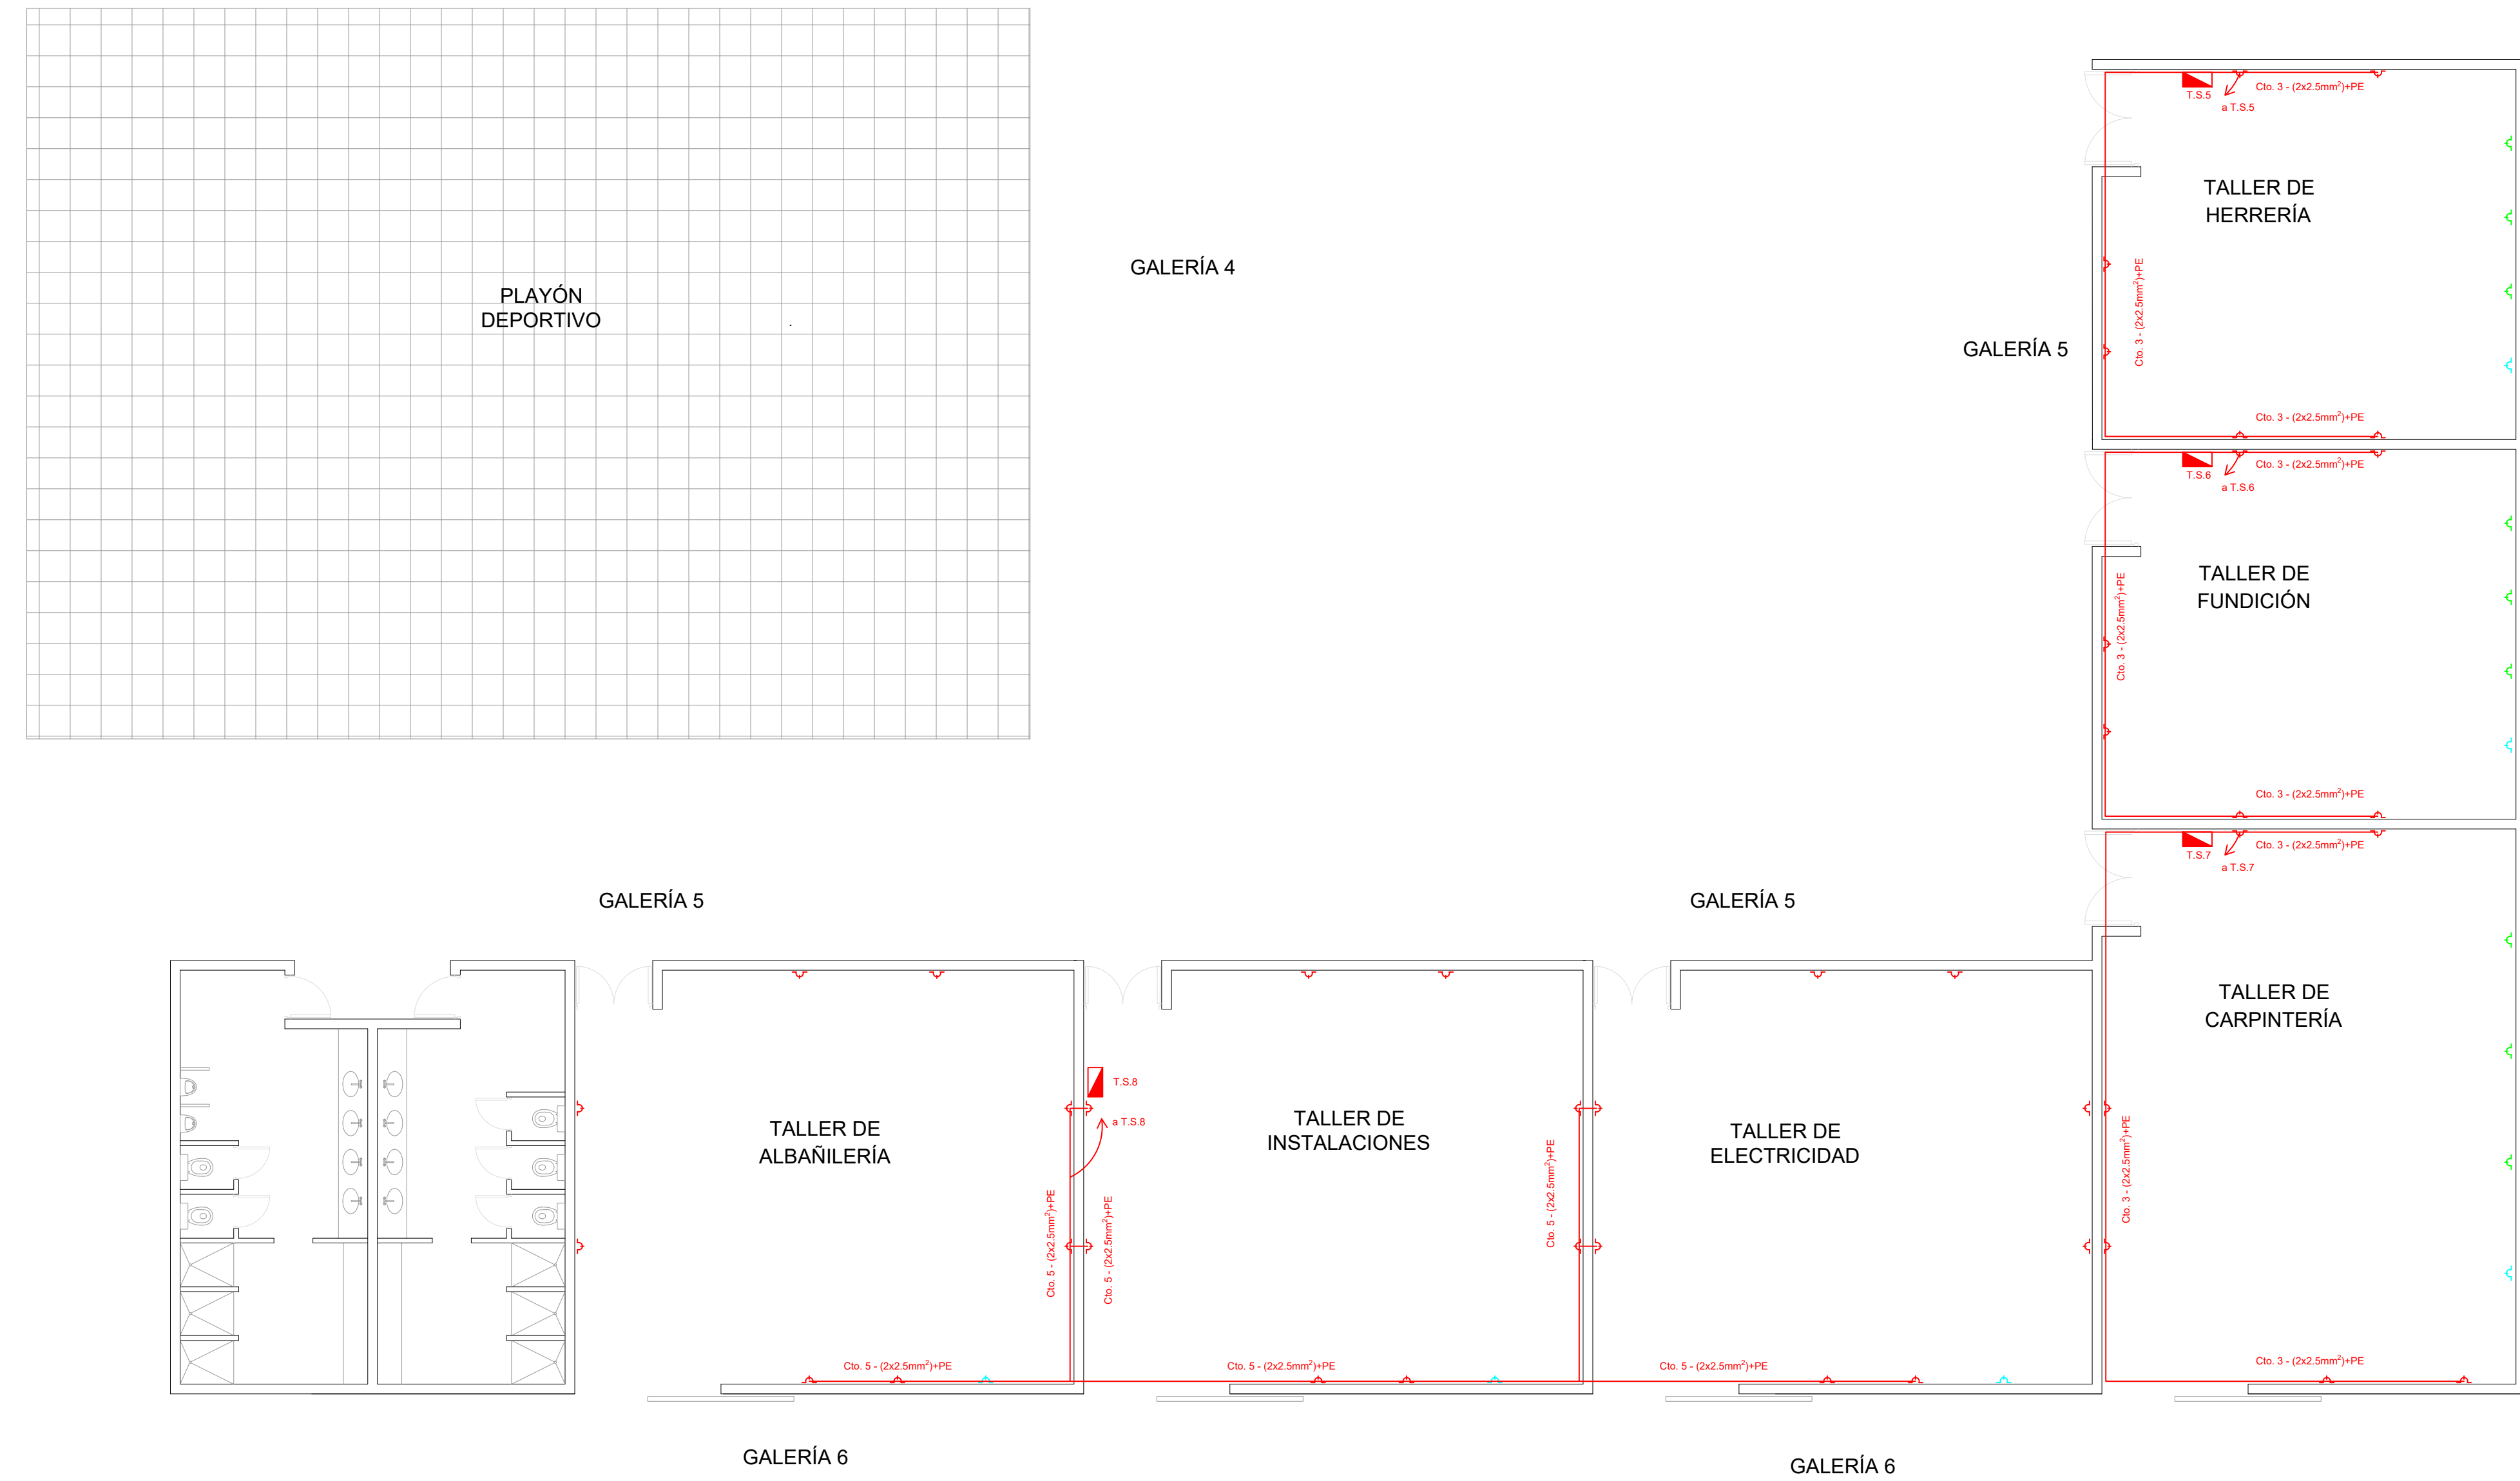 T.S.5
a T.S.5
Cto. 3 - (2x2.5mm²)+PE
TALLER DE
HERRERÍA
GALERÍA 4
PLAYÓN
DEPORTIVO
Cto. 3 - (2x2.5mm²)+PE
GALERÍA 5
Cto. 3 - (2x2.5mm²)+PE
T.S.6
a T.S.6
Cto. 3 - (2x2.5mm²)+PE
TALLER DE
FUNDICIÓN
Cto. 3 - (2x2.5mm²)+PE
Cto. 3 - (2x2.5mm²)+PE
T.S.7
a T.S.7
Cto. 3 - (2x2.5mm²)+PE
GALERÍA 5
GALERÍA 5
TALLER DE
CARPINTERÍA
T.S.8
a T.S.8
TALLER DE
ALBAÑILERÍA
TALLER DE
INSTALACIONES
TALLER DE
ELECTRICIDAD
Cto. 5 - (2x2.5mm²)+PE
Cto. 5 - (2x2.5mm²)+PE
Cto. 5 - (2x2.5mm²)+PE
Cto. 3 - (2x2.5mm²)+PE
Cto. 5 - (2x2.5mm²)+PE
Cto. 5 - (2x2.5mm²)+PE
Cto. 5 - (2x2.5mm²)+PE
Cto. 3 - (2x2.5mm²)+PE
GALERÍA 6
GALERÍA 6